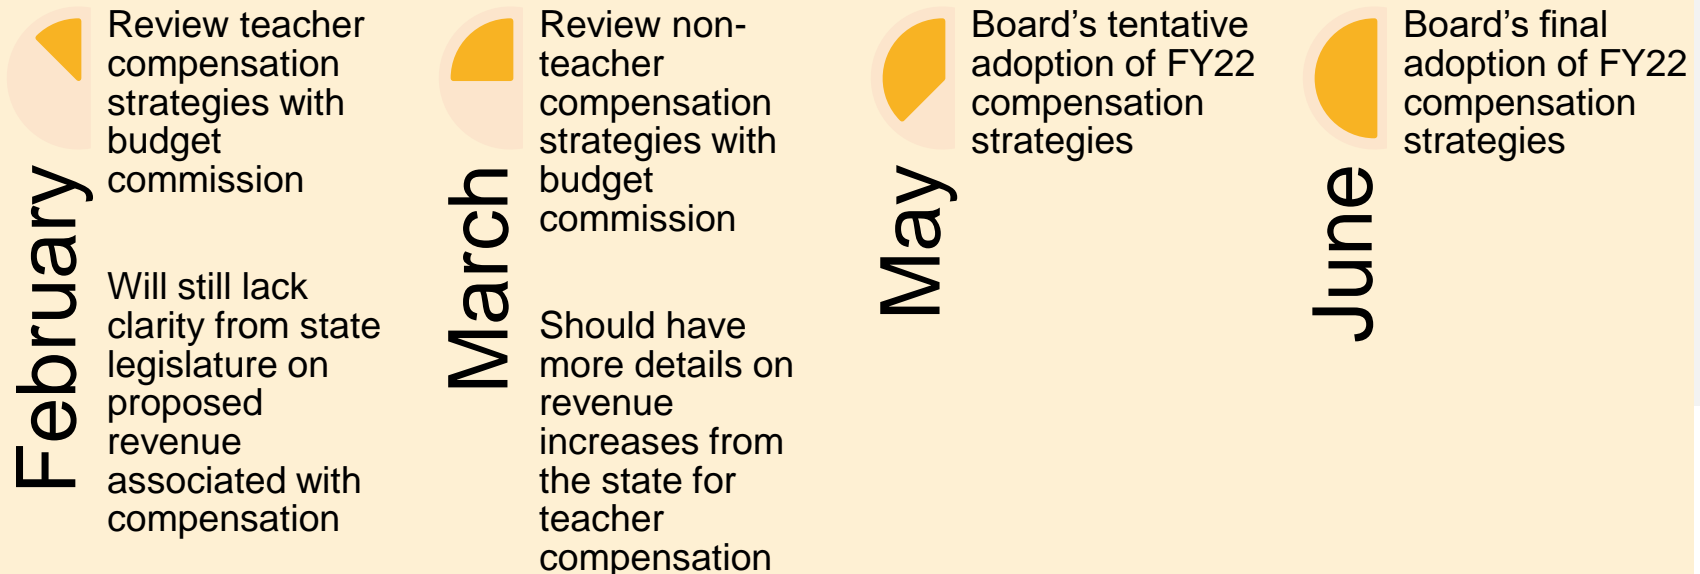 February
Review teacher
compensation
strategies with
budget
commission
Will still lack
clarity from state
legislature on
proposed
revenue
associated with
compensation
March
Review non-
teacher
compensation
strategies with
budget
commission
Should have
more details on
revenue
increases from
the state for
teacher
compensation
May
Board’s tentative
adoption of FY22
compensation
strategies
June
Board’s final
adoption of FY22
compensation
strategies